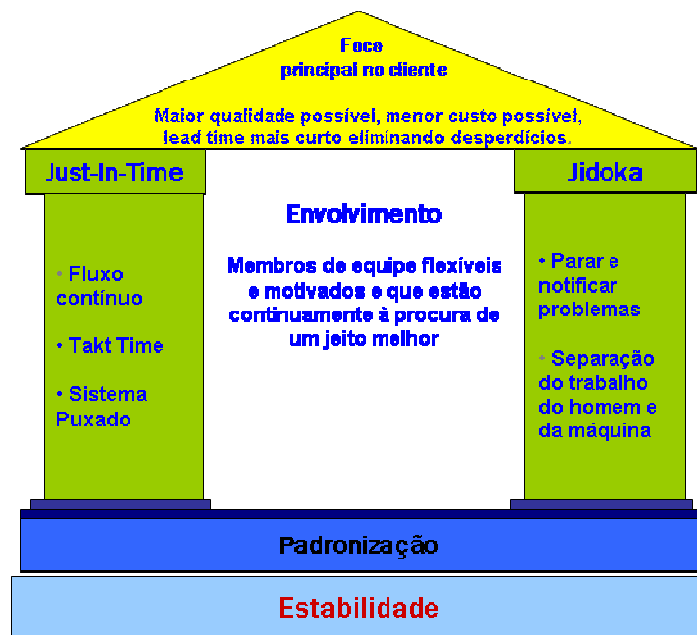 Foco
principal no cliente
Maior qualidade possível, menor custo possível,
lead time mais curto eliminando desperdícios.
Just-In-Time
• Fluxo
contínuo
• Takt Time
• Sistema
Puxado
Envolvimento
Membros de equipe flexíveis
e motivados e que estão
continuamente à procura de
um jeito melhor
Jidoka
• Parar e
notificar
problemas
• Separação
do trabalho
do homem e
da máquina
Padronização
Estabilidade